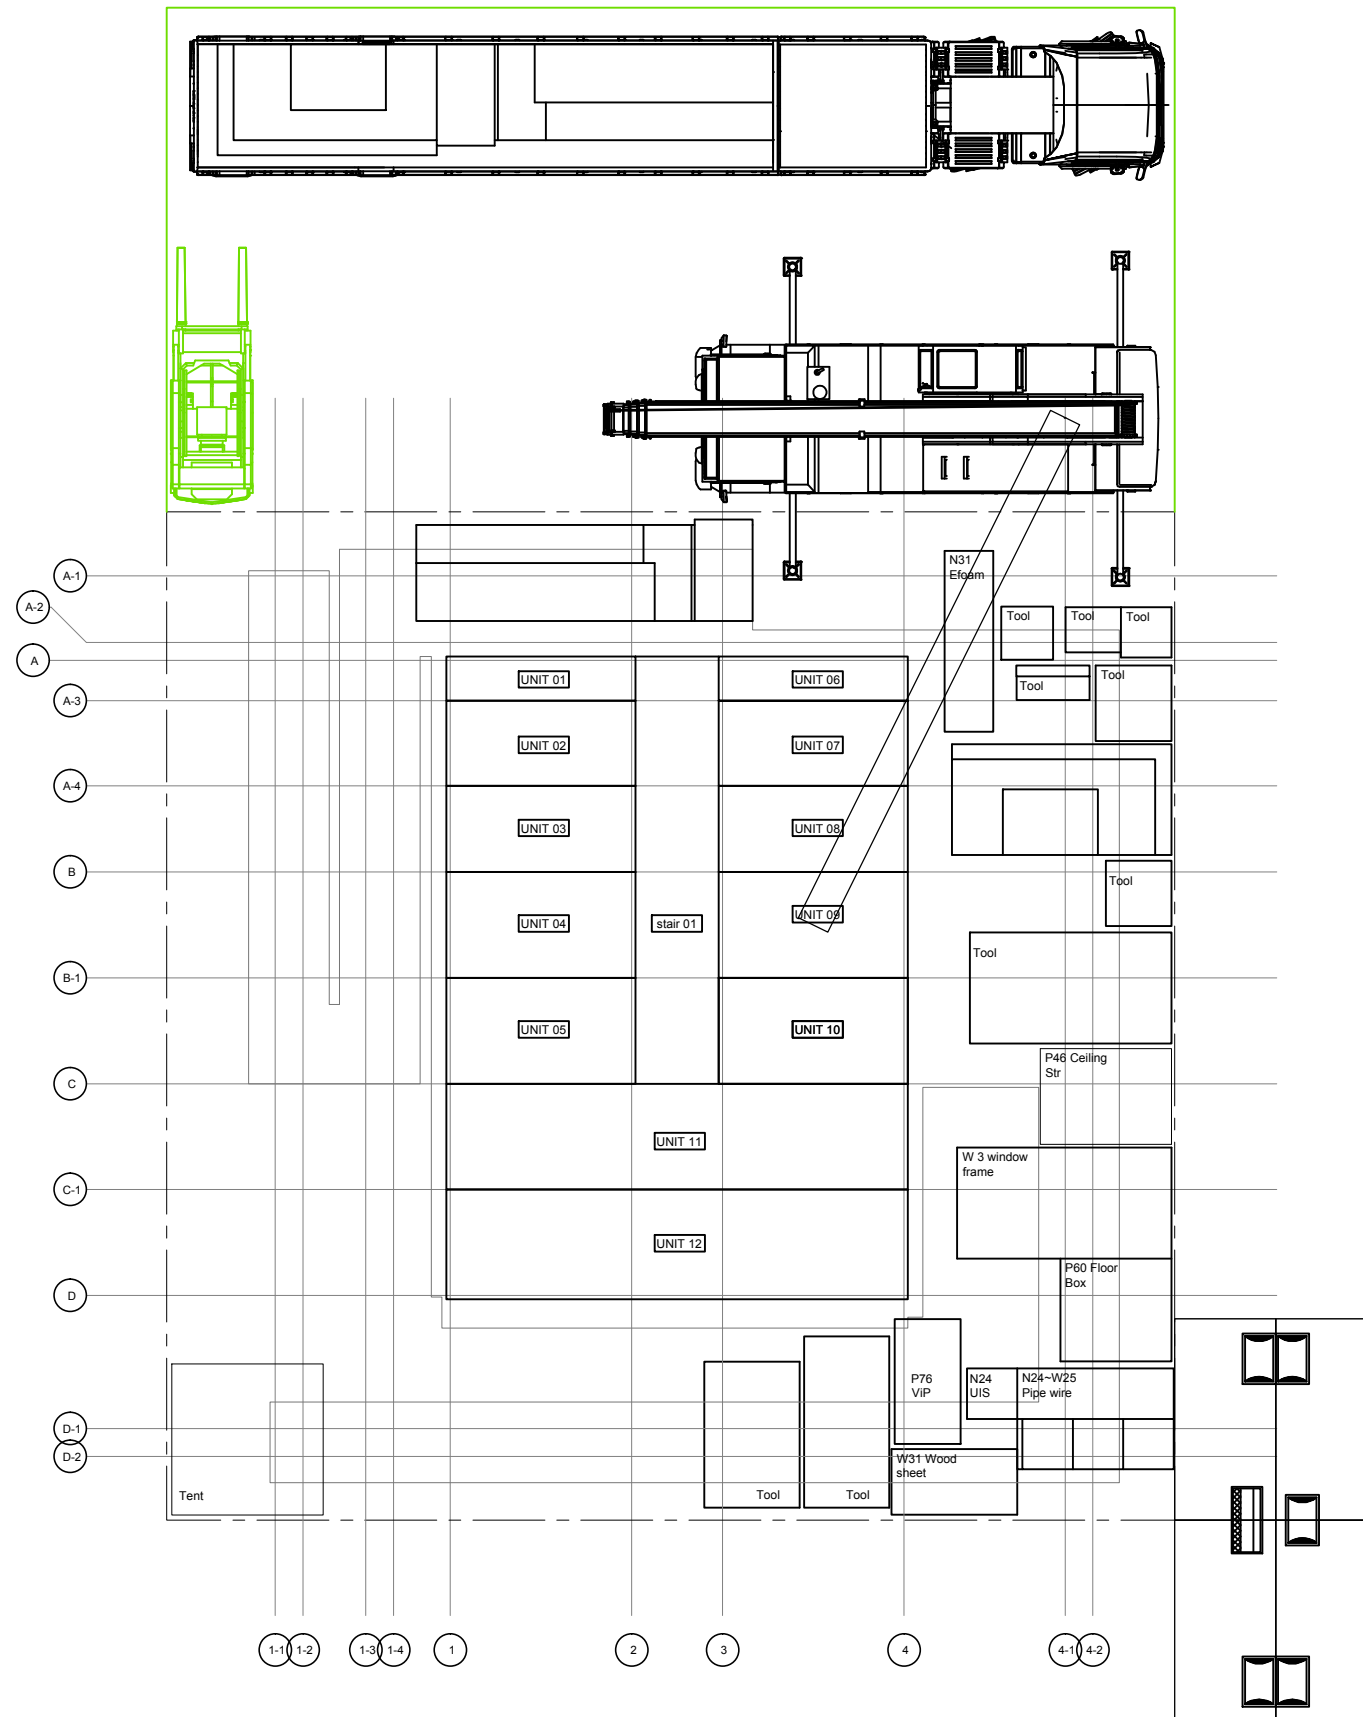 N31
Efoam
A-1
A-2
Tool
Tool
Tool
A
UNIT 01
UNIT 06
Tool
Tool
A-3
UNIT 02
UNIT 07
A-4
UNIT 03
UNIT 08
B
Tool
UNIT 04
stair 01
UNIT 09
Tool
B-1
UNIT 05
UNIT 10
P46 Ceiling
Str
C
UNIT 11
W 3 window
frame
C-1
UNIT 12
P60 Floor
Box
D
P76
ViP
N24
UIS
N24~W25
Pipe wire
D-1
D-2
W31 Wood
sheet
Tent
Tool
Tool
1-1
1-2
1-3
1-4
1
2
3
4
4-1
4-2